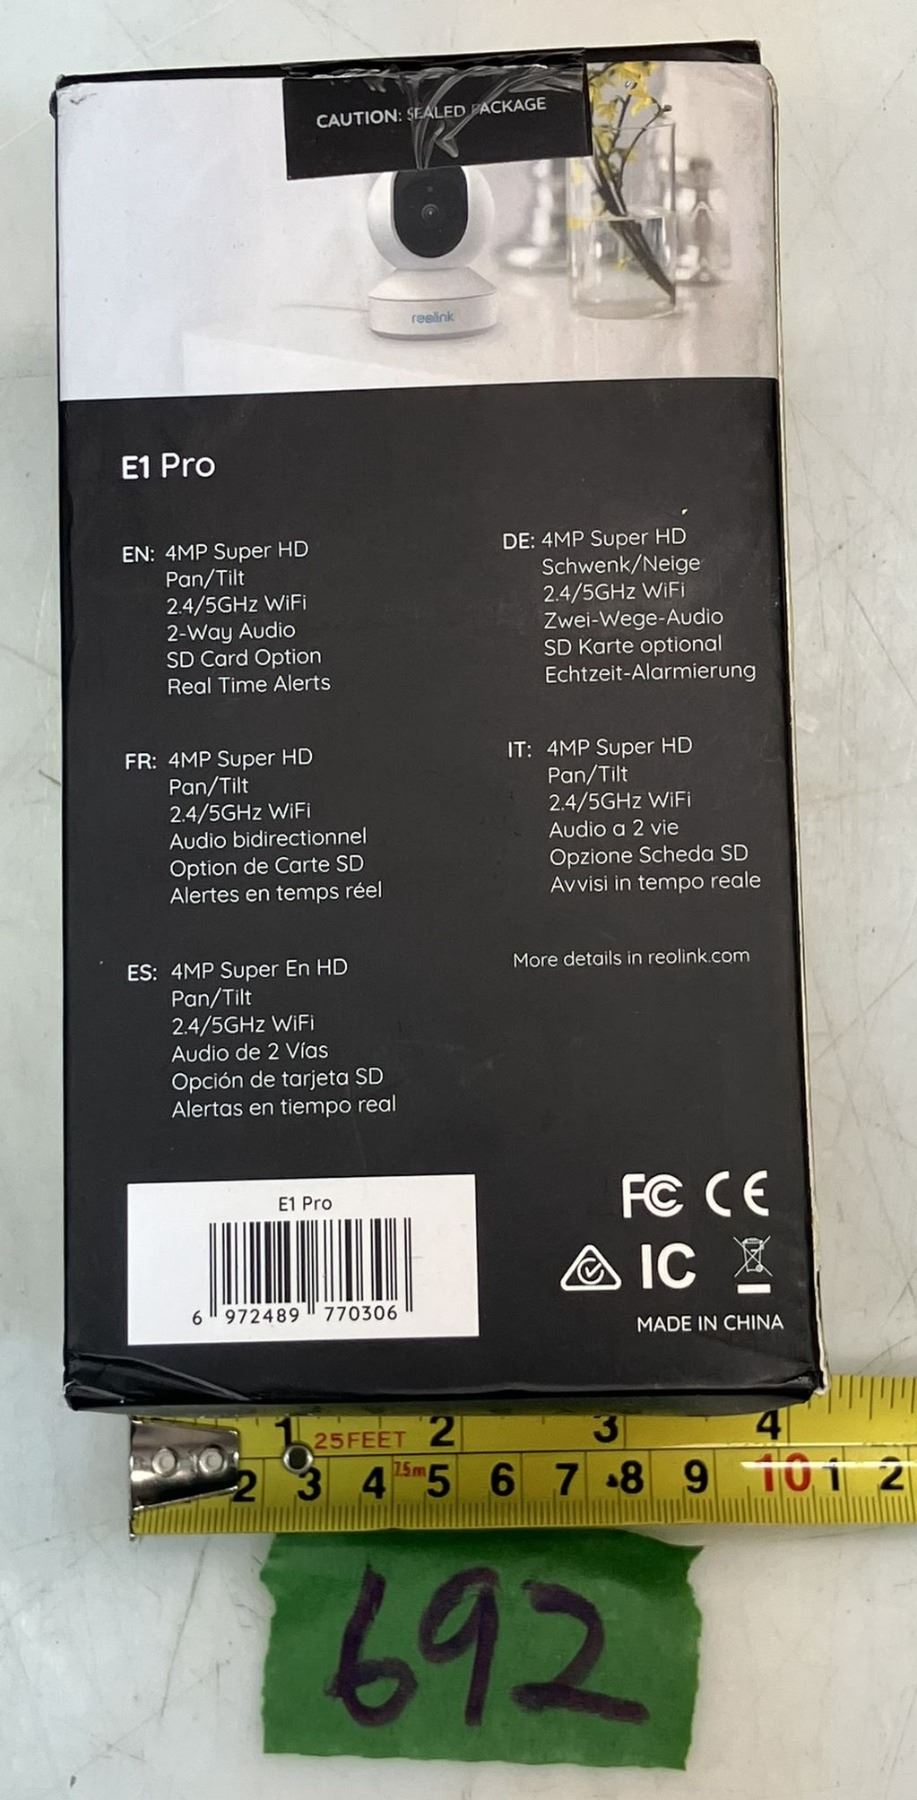 CAUTION: SEALED PACKAGE
reolink
E1 Pro
EN: 4MP Super HD
Pan/Tilt
2.4/5GHz WiFi
2-Way Audio
SD Card Option
Real Time Alerts
DE: 4MP Super HD
Schwenk/Neige
2.4/5GHz WiFi
Zwei-Wege-Audio
SD Karte optional
Echtzeit-Alarmierung
FR: 4MP Super HD
Pan/Tilt
2.4/5GHz WiFi
Audio bidirectionnel
Option de Carte SD
Alertes en temps réel
IT: 4MP Super HD
Pan/Tilt
2.4/5GHz WiFi
Audio a 2 vie
Opzione Scheda SD
Avvisi in tempo reale
ES: 4MP Super En HD
Pan/Tilt
2.4/5GHz WiFi
Audio de 2 Vías
Opción de tarjeta SD
Alertas en tiempo real
More details in reolink.com
E1 Pro
6 972489 770306
FC CE
IC
MADE IN CHINA
1 25FEET 2 3 4
2 3 4 7.5m 5 6 7 8 9 10 1 2
692